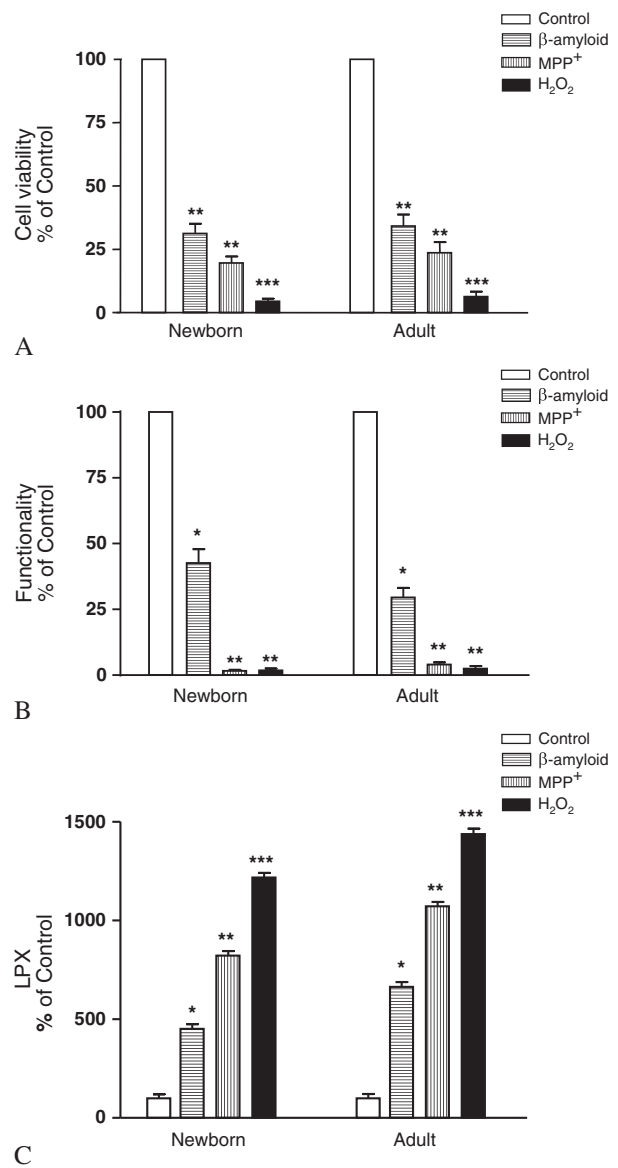 Control
β-amyloid
MPP+
H2O2
Cell viability
% of Control
100
75
50
25
0
**
**
***
**
**
***
Newborn
Adult
A
Control
β-amyloid
MPP+
H2O2
Functionality
% of Control
100
75
50
25
0
*
**
**
*
**
**
Newborn
Adult
B
Control
β-amyloid
MPP+
H2O2
LPX
% of Control
1500
1000
500
0
*
**
***
*
**
***
Newborn
Adult
C